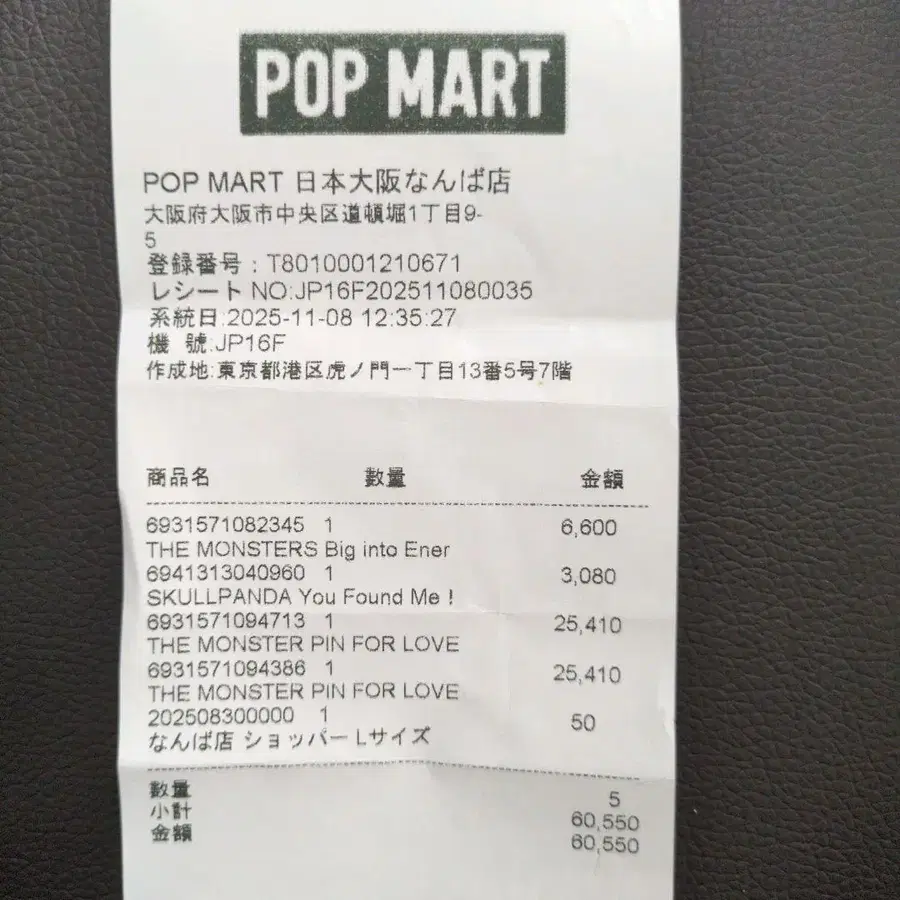 POP MART
POP MART 日本大阪なんば店
大阪府大阪市中央区道頓堀1丁目9-
5
登録番号：T8010001210671
レシート NO:JP16F202511080035
系統日:2025-11-08 12:35:27
機 號:JP16F
作成地:東京都港区虎ノ門一丁目13番5号7階
商品名 數量 金額
6931571082345 1 6,600
THE MONSTERS Big into Ener
6941313040960 1 3,080
SKULLPANDA You Found Me！
6931571094713 1 25,410
THE MONSTER PIN FOR LOVE
6931571094386 1 25,410
THE MONSTER PIN FOR LOVE
202508300000 1 50
なんば店 ショッパー Lサイズ
數量 5
小計 60,550
金額 60,550